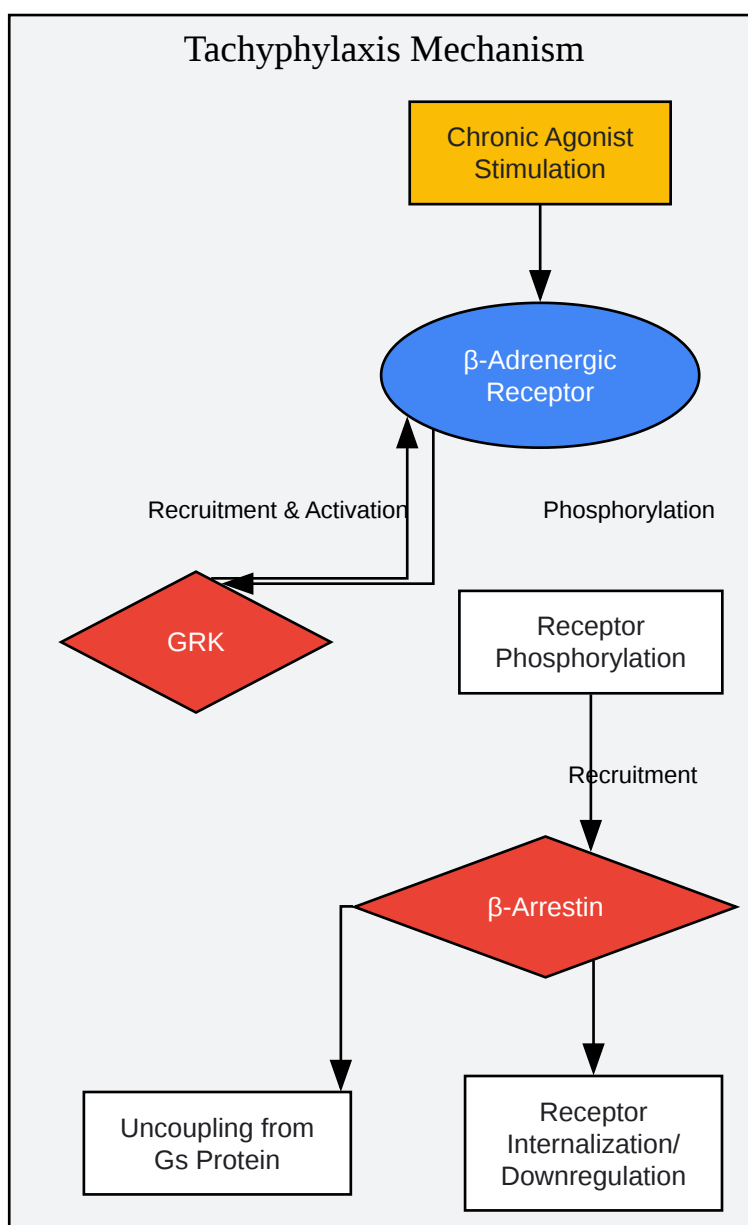 Tachyphylaxis Mechanism
Chronic Agonist
Stimulation
β-Adrenergic
Receptor
Recruitment & Activation
Phosphorylation
GRK
Receptor
Phosphorylation
Recruitment
β-Arrestin
Uncoupling from
Gs Protein
Receptor
Internalization/
Downregulation